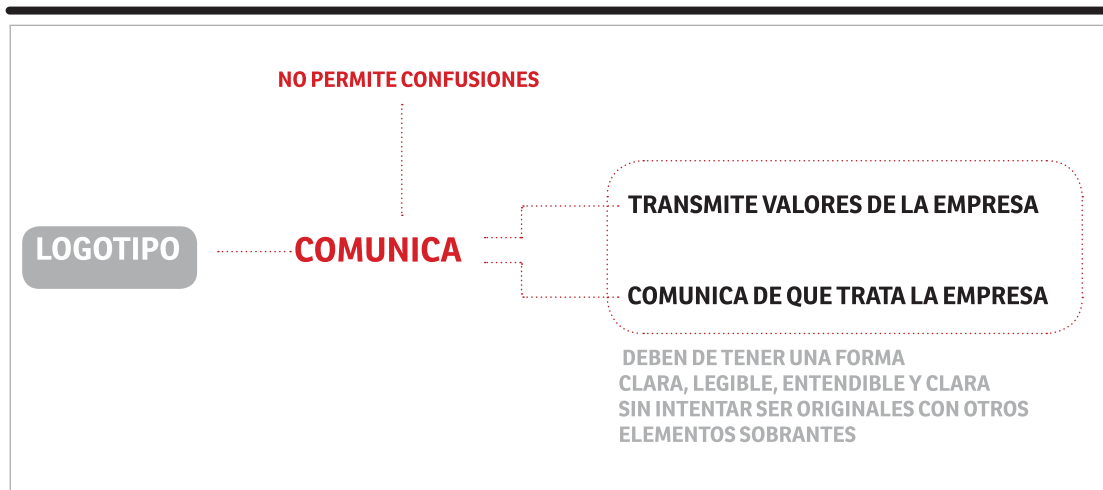 NO PERMITE CONFUSIONES
TRANSMITE VALORES DE LA EMPRESA
LOGOTIPO
COMUNICA
COMUNICA DE QUE TRATA LA EMPRESA
DEBEN DE TENER UNA FORMA
CLARA, LEGIBLE, ENTENDIBLE Y CLARA
SIN INTENTAR SER ORIGINALES CON OTROS
ELEMENTOS SOBRANTES